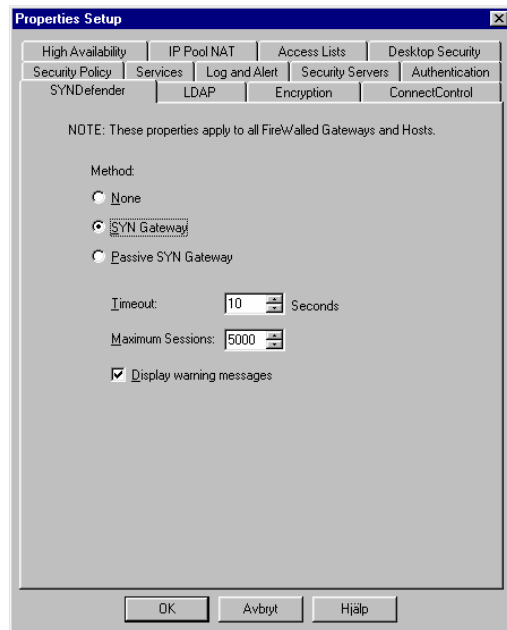 Properties Setup
High Availability IP Pool NAT Access Lists Desktop Security
Security Policy Services Log and Alert Security Servers Authentication
SYNDefender LDAP Encryption ConnectControl
NOTE: These properties apply to all FireWalled Gateways and Hosts.
Method:
None
SYN Gateway
Passive SYN Gateway
Timeout: 10 Seconds
Maximum Sessions: 5000
Display warning messages
OK Avbryt Hjälp